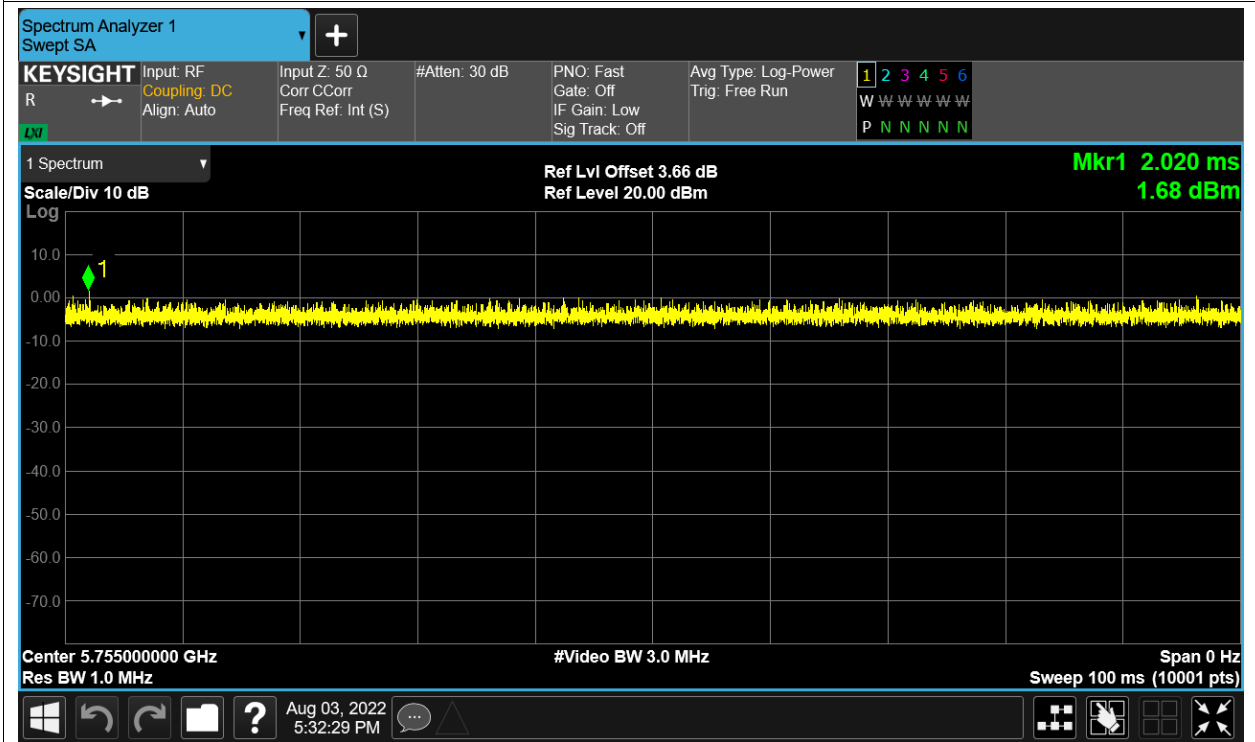 Spectrum Analyzer 1
Swept SA
KEYSIGHT
R
LXI
Input: RF
Coupling: DC
Align: Auto
Input Z: 50 Ω
Corr CCorr
Freq Ref: Int (S)
#Atten: 30 dB
PNO: Fast
Gate: Off
IF Gain: Low
Sig Track: Off
Avg Type: Log-Power
Trig: Free Run
1 2 3 4 5 6
W W W W W W
P N N N N N
1 Spectrum
Scale/Div 10 dB
Log
Ref Lvl Offset 3.66 dB
Ref Level 20.00 dBm
Mkr1 2.020 ms
1.68 dBm
10.0
1
0.00
-10.0
-20.0
-30.0
-40.0
-50.0
-60.0
-70.0
Center 5.755000000 GHz
Res BW 1.0 MHz
#Video BW 3.0 MHz
Span 0 Hz
Sweep 100 ms (10001 pts)
?
Aug 03, 2022
5:32:29 PM